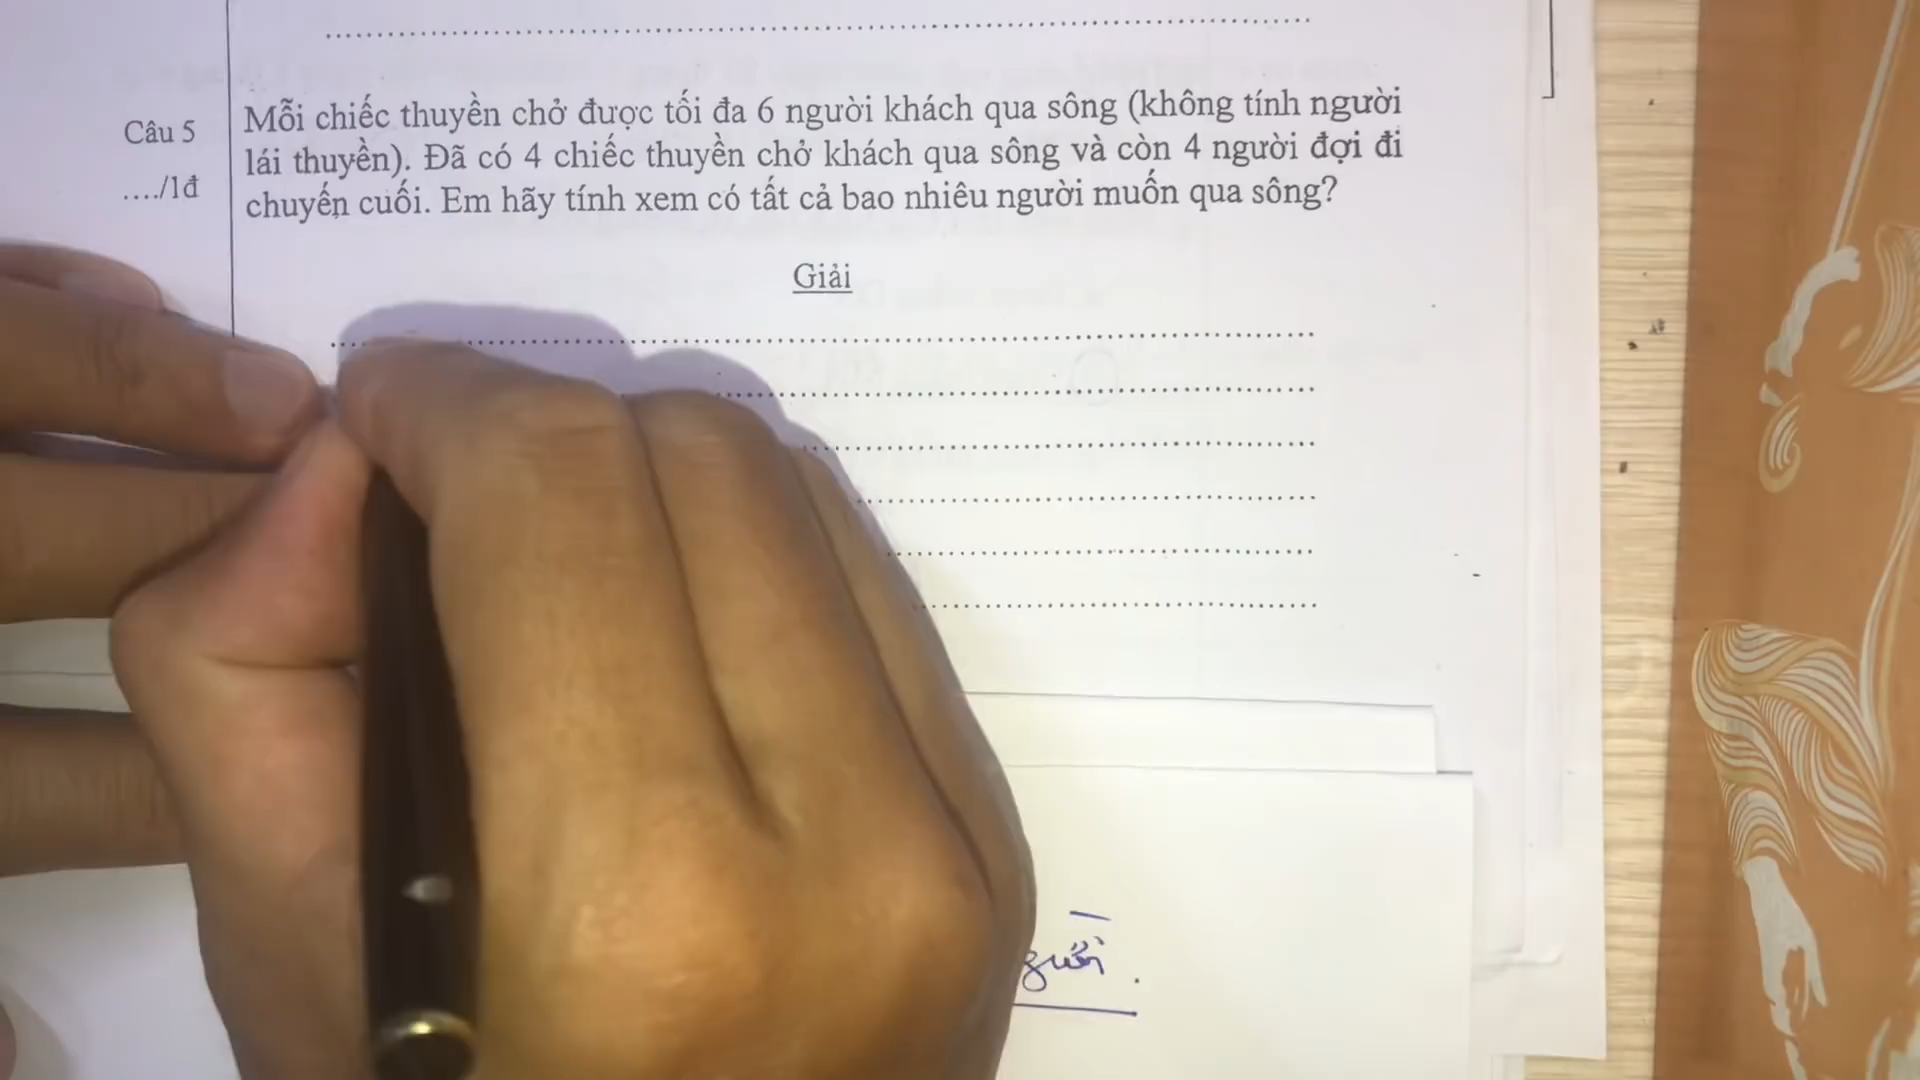 Câu 5
…./1đ
Mỗi chiếc thuyền chở được tối đa 6 người khách qua sông (không tính người
lái thuyền). Đã có 4 chiếc thuyền chở khách qua sông và còn 4 người đợi đi
chuyến cuối. Em hãy tính xem có tất cả bao nhiêu người muốn qua sông?
Giải